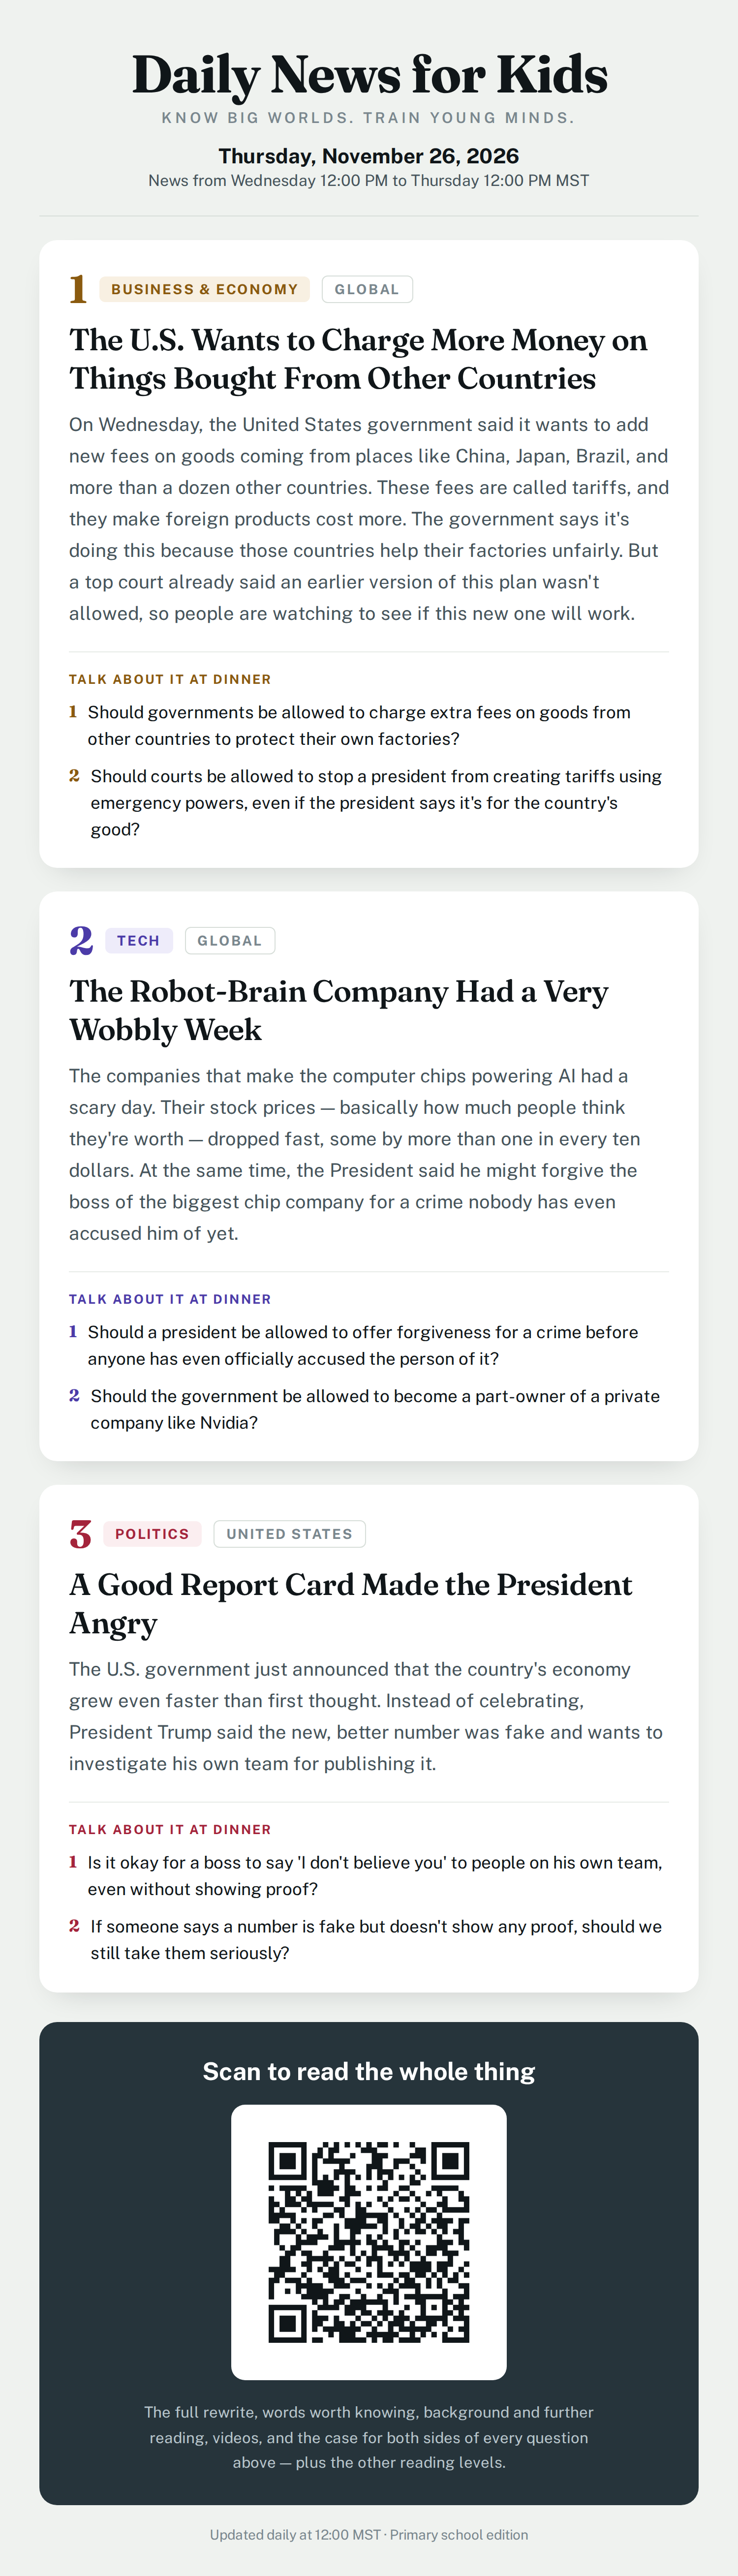 Daily News for Kids
KNOW BIG WORLDS. TRAIN YOUNG MINDS.
Thursday, November 26, 2026
News from Wednesday 12:00 PM to Thursday 12:00 PM MST
1 BUSINESS & ECONOMY GLOBAL
The U.S. Wants to Charge More Money on
Things Bought From Other Countries
On Wednesday, the United States government said it wants to add
new fees on goods coming from places like China, Japan, Brazil, and
more than a dozen other countries. These fees are called tariffs, and
they make foreign products cost more. The government says it's
doing this because those countries help their factories unfairly. But
a top court already said an earlier version of this plan wasn't
allowed, so people are watching to see if this new one will work.
TALK ABOUT IT AT DINNER
1 Should governments be allowed to charge extra fees on goods from
other countries to protect their own factories?
2 Should courts be allowed to stop a president from creating tariffs using
emergency powers, even if the president says it's for the country's
good?
2 TECH GLOBAL
The Robot-Brain Company Had a Very
Wobbly Week
The companies that make the computer chips powering AI had a
scary day. Their stock prices — basically how much people think
they're worth — dropped fast, some by more than one in every ten
dollars. At the same time, the President said he might forgive the
boss of the biggest chip company for a crime nobody has even
accused him of yet.
TALK ABOUT IT AT DINNER
1 Should a president be allowed to offer forgiveness for a crime before
anyone has even officially accused the person of it?
2 Should the government be allowed to become a part-owner of a private
company like Nvidia?
3 POLITICS UNITED STATES
A Good Report Card Made the President
Angry
The U.S. government just announced that the country's economy
grew even faster than first thought. Instead of celebrating,
President Trump said the new, better number was fake and wants to
investigate his own team for publishing it.
TALK ABOUT IT AT DINNER
1 Is it okay for a boss to say 'I don't believe you' to people on his own team,
even without showing proof?
2 If someone says a number is fake but doesn't show any proof, should we
still take them seriously?
Scan to read the whole thing
The full rewrite, words worth knowing, background and further
reading, videos, and the case for both sides of every question
above — plus the other reading levels.
Updated daily at 12:00 MST · Primary school edition